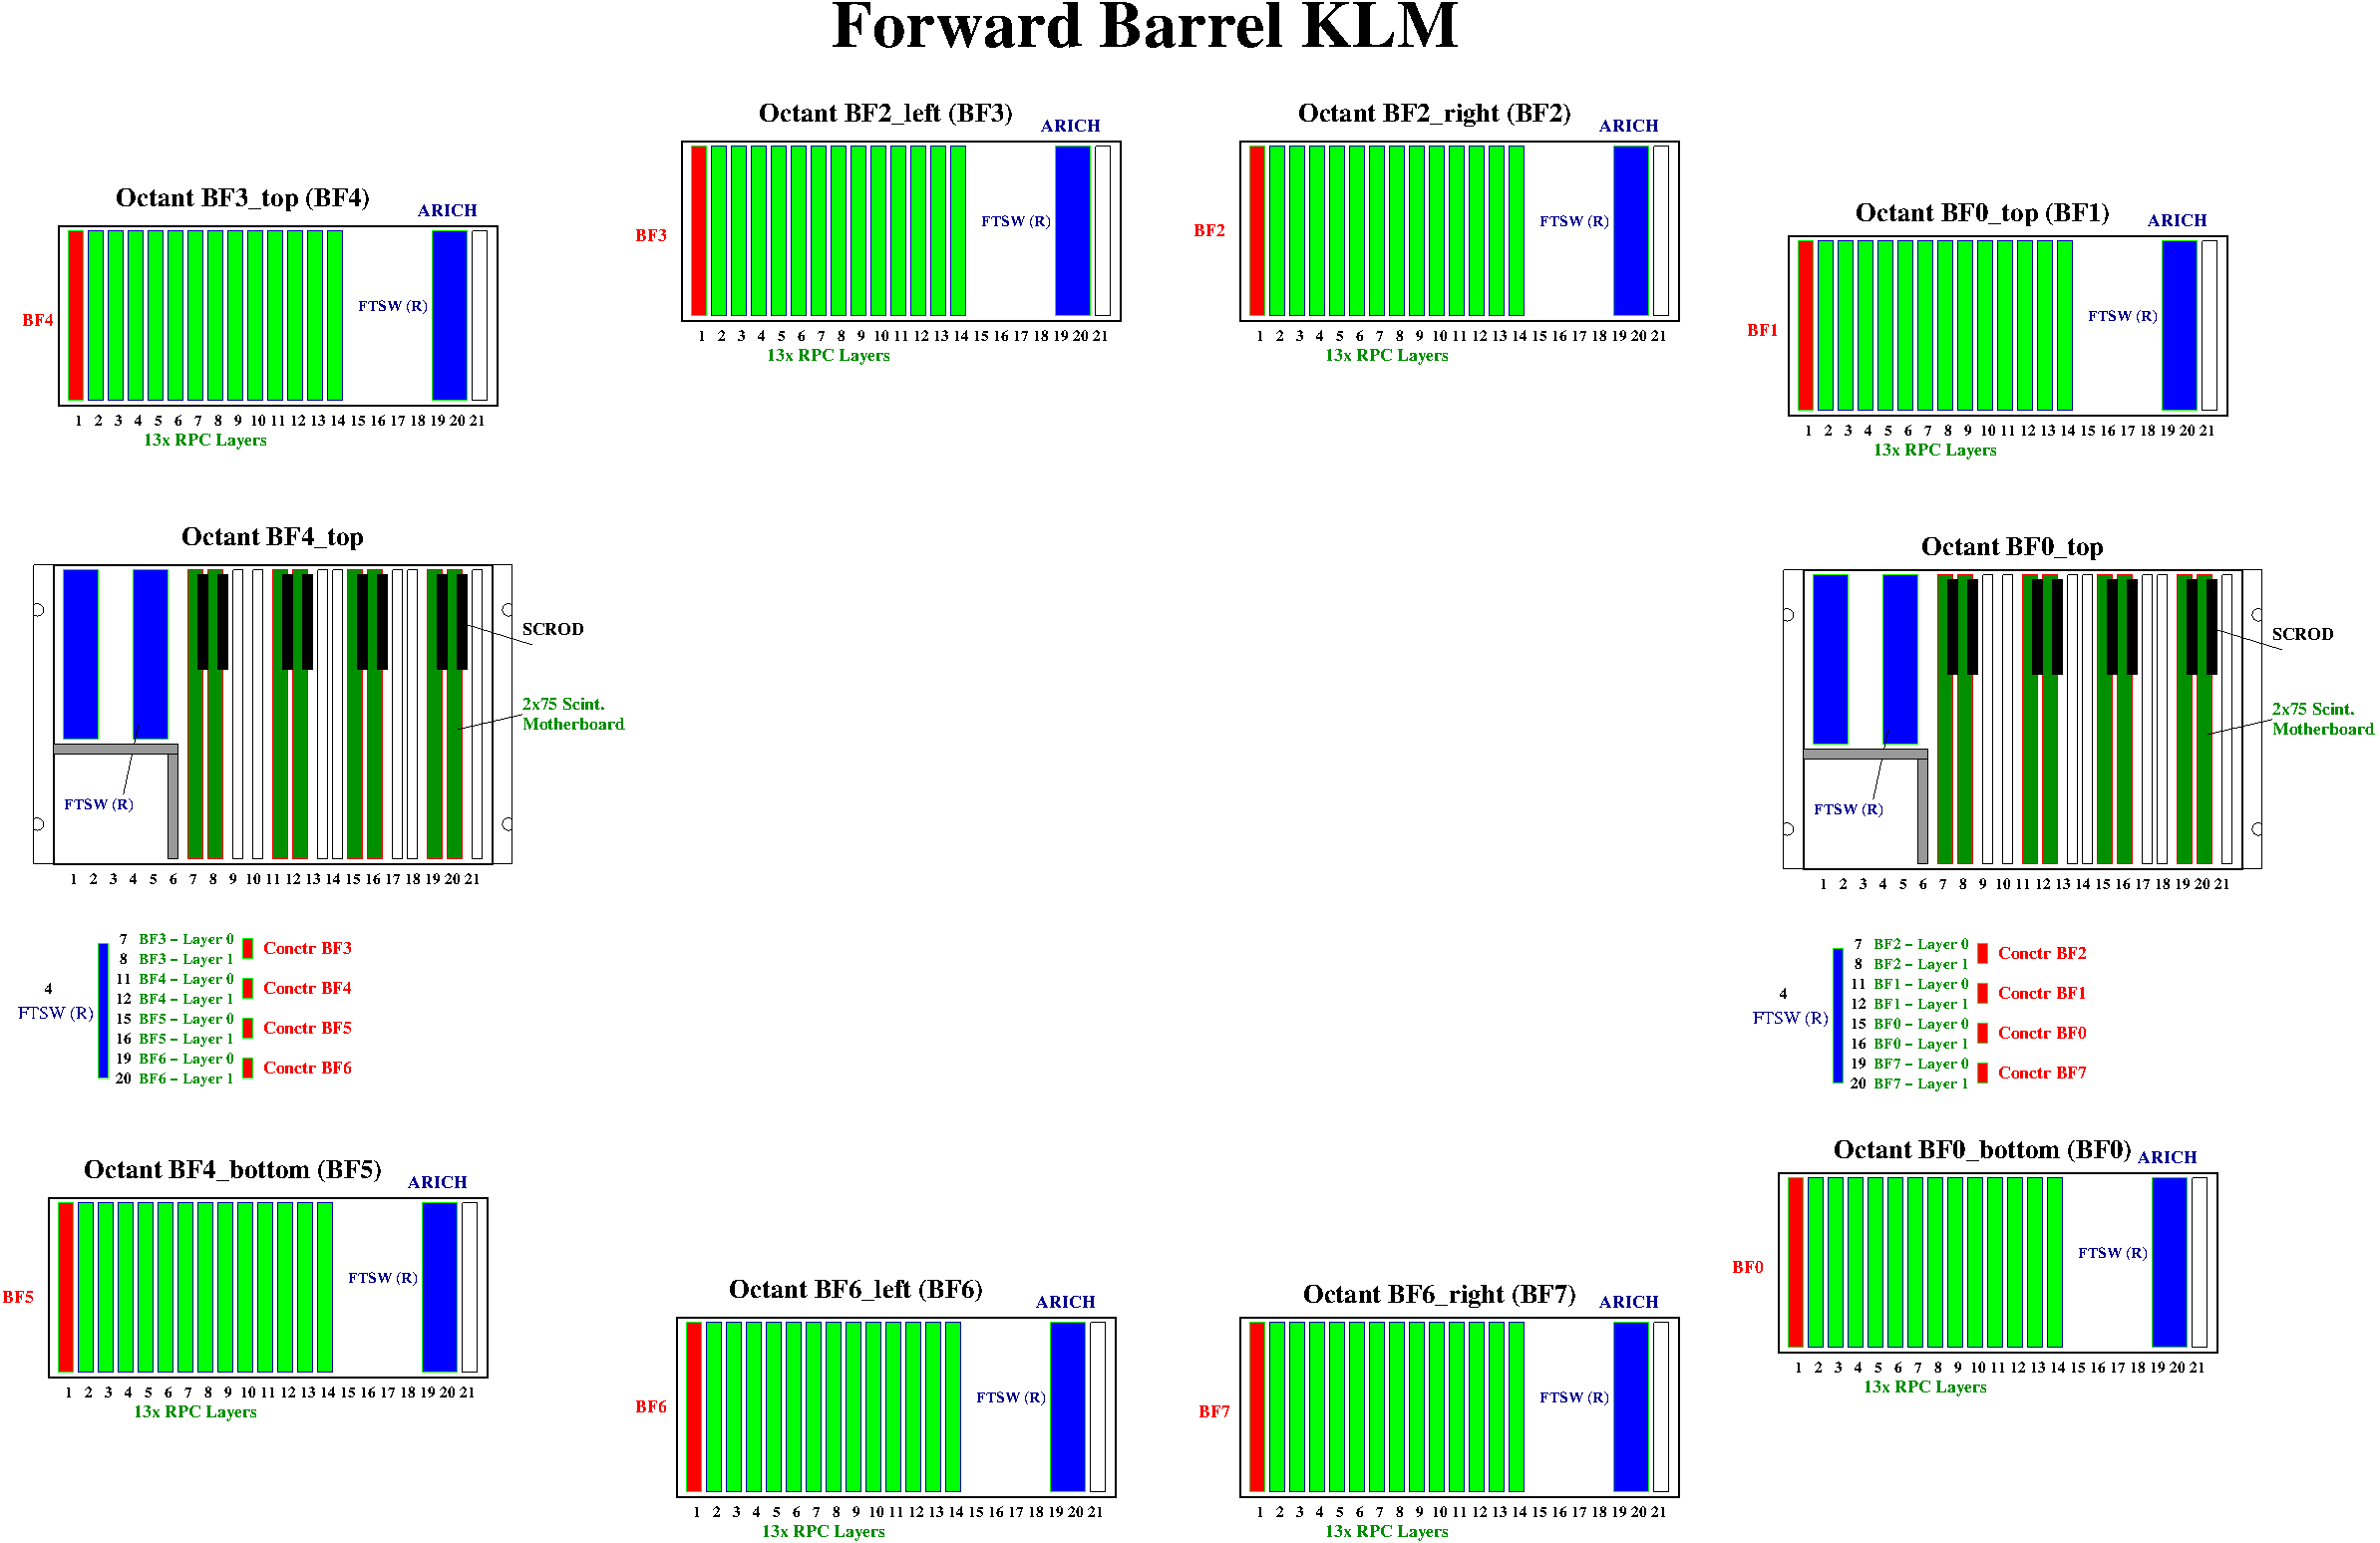 Forward Barrel KLM
Octant BF2_left (BF3)
ARICH
BF3
FTSW (R)
1 2 3 4 5 6 7 8 9 10 11 12 13 14 15 16 17 18 19 20 21
13x RPC Layers
Octant BF2_right (BF2)
ARICH
BF2
FTSW (R)
1 2 3 4 5 6 7 8 9 10 11 12 13 14 15 16 17 18 19 20 21
13x RPC Layers
Octant BF3_top (BF4)
ARICH
BF4
FTSW (R)
1 2 3 4 5 6 7 8 9 10 11 12 13 14 15 16 17 18 19 20 21
13x RPC Layers
Octant BF0_top (BF1)
ARICH
BF1
FTSW (R)
1 2 3 4 5 6 7 8 9 10 11 12 13 14 15 16 17 18 19 20 21
13x RPC Layers
Octant BF4_top
SCROD
2x75 Scint.
Motherboard
FTSW (R)
1 2 3 4 5 6 7 8 9 10 11 12 13 14 15 16 17 18 19 20 21
4
FTSW (R)
7 BF3 – Layer 0
8 BF3 – Layer 1
11 BF4 – Layer 0
12 BF4 – Layer 1
15 BF5 – Layer 0
16 BF5 – Layer 1
19 BF6 – Layer 0
20 BF6 – Layer 1
Conctr BF3
Conctr BF4
Conctr BF5
Conctr BF6
Octant BF0_top
SCROD
2x75 Scint.
Motherboard
FTSW (R)
1 2 3 4 5 6 7 8 9 10 11 12 13 14 15 16 17 18 19 20 21
4
FTSW (R)
7 BF2 – Layer 0
8 BF2 – Layer 1
11 BF1 – Layer 0
12 BF1 – Layer 1
15 BF0 – Layer 0
16 BF0 – Layer 1
19 BF7 – Layer 0
20 BF7 – Layer 1
Conctr BF2
Conctr BF1
Conctr BF0
Conctr BF7
Octant BF4_bottom (BF5)
ARICH
BF5
FTSW (R)
1 2 3 4 5 6 7 8 9 10 11 12 13 14 15 16 17 18 19 20 21
13x RPC Layers
Octant BF6_left (BF6)
ARICH
BF6
FTSW (R)
1 2 3 4 5 6 7 8 9 10 11 12 13 14 15 16 17 18 19 20 21
13x RPC Layers
Octant BF6_right (BF7)
ARICH
BF7
FTSW (R)
1 2 3 4 5 6 7 8 9 10 11 12 13 14 15 16 17 18 19 20 21
13x RPC Layers
Octant BF0_bottom (BF0)
ARICH
BF0
FTSW (R)
1 2 3 4 5 6 7 8 9 10 11 12 13 14 15 16 17 18 19 20 21
13x RPC Layers